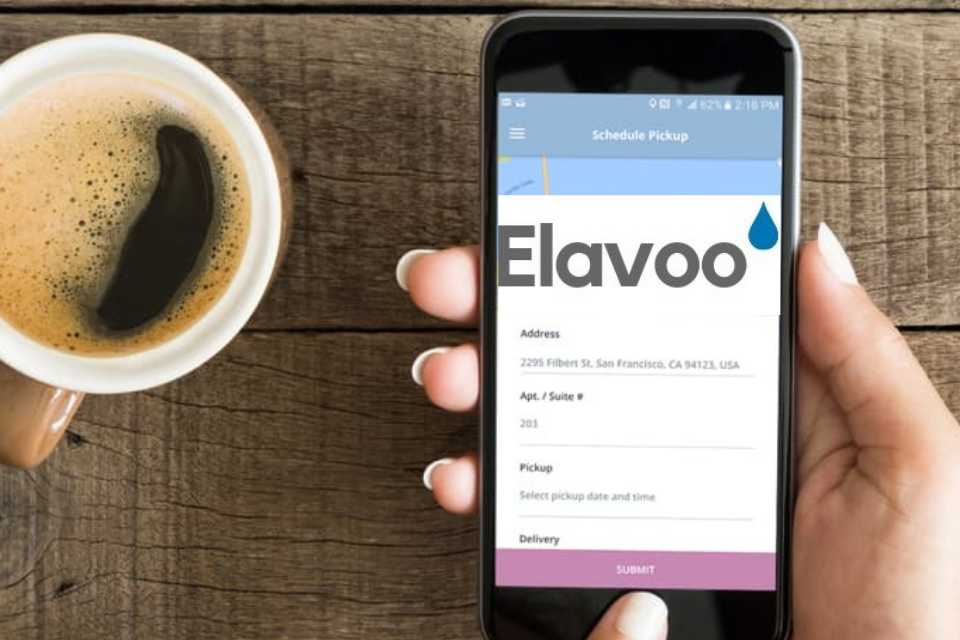 62% 2:18 PM
Schedule Pickup
Elavoo
Address
2295 Filbert St, San Francisco, CA 94123, USA
Apt. / Suite #
203
Pickup
Select pickup date and time
Delivery
SUBMIT